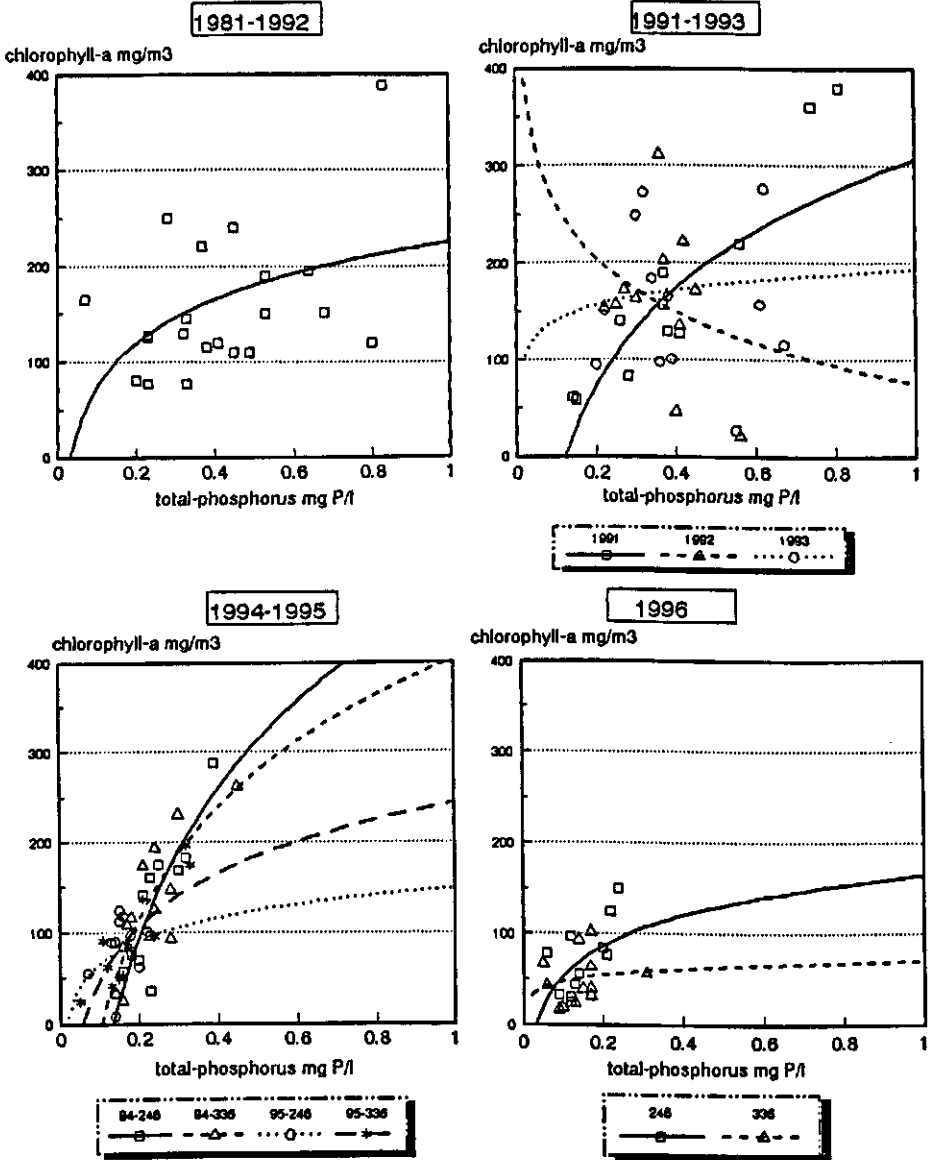 1981-1992
chlorophyll-a mg/m3
400
300
200
100
0
0 0.2 0.4 0.6 0.8 1
total-phosphorus mg P/l
1991-1993
chlorophyll-a mg/m3
400
300
200
100
0
0 0.2 0.4 0.6 0.8 1
total-phosphorus mg P/l
1991 1992 1993
1994-1995
chlorophyll-a mg/m3
400
300
200
100
0
0 0.2 0.4 0.6 0.8 1
total-phosphorus mg P/l
94-246 94-336 95-246 95-336
1996
chlorophyll-a mg/m3
400
300
200
100
0
0 0.2 0.4 0.6 0.8 1
total-phosphorus mg P/l
246 336